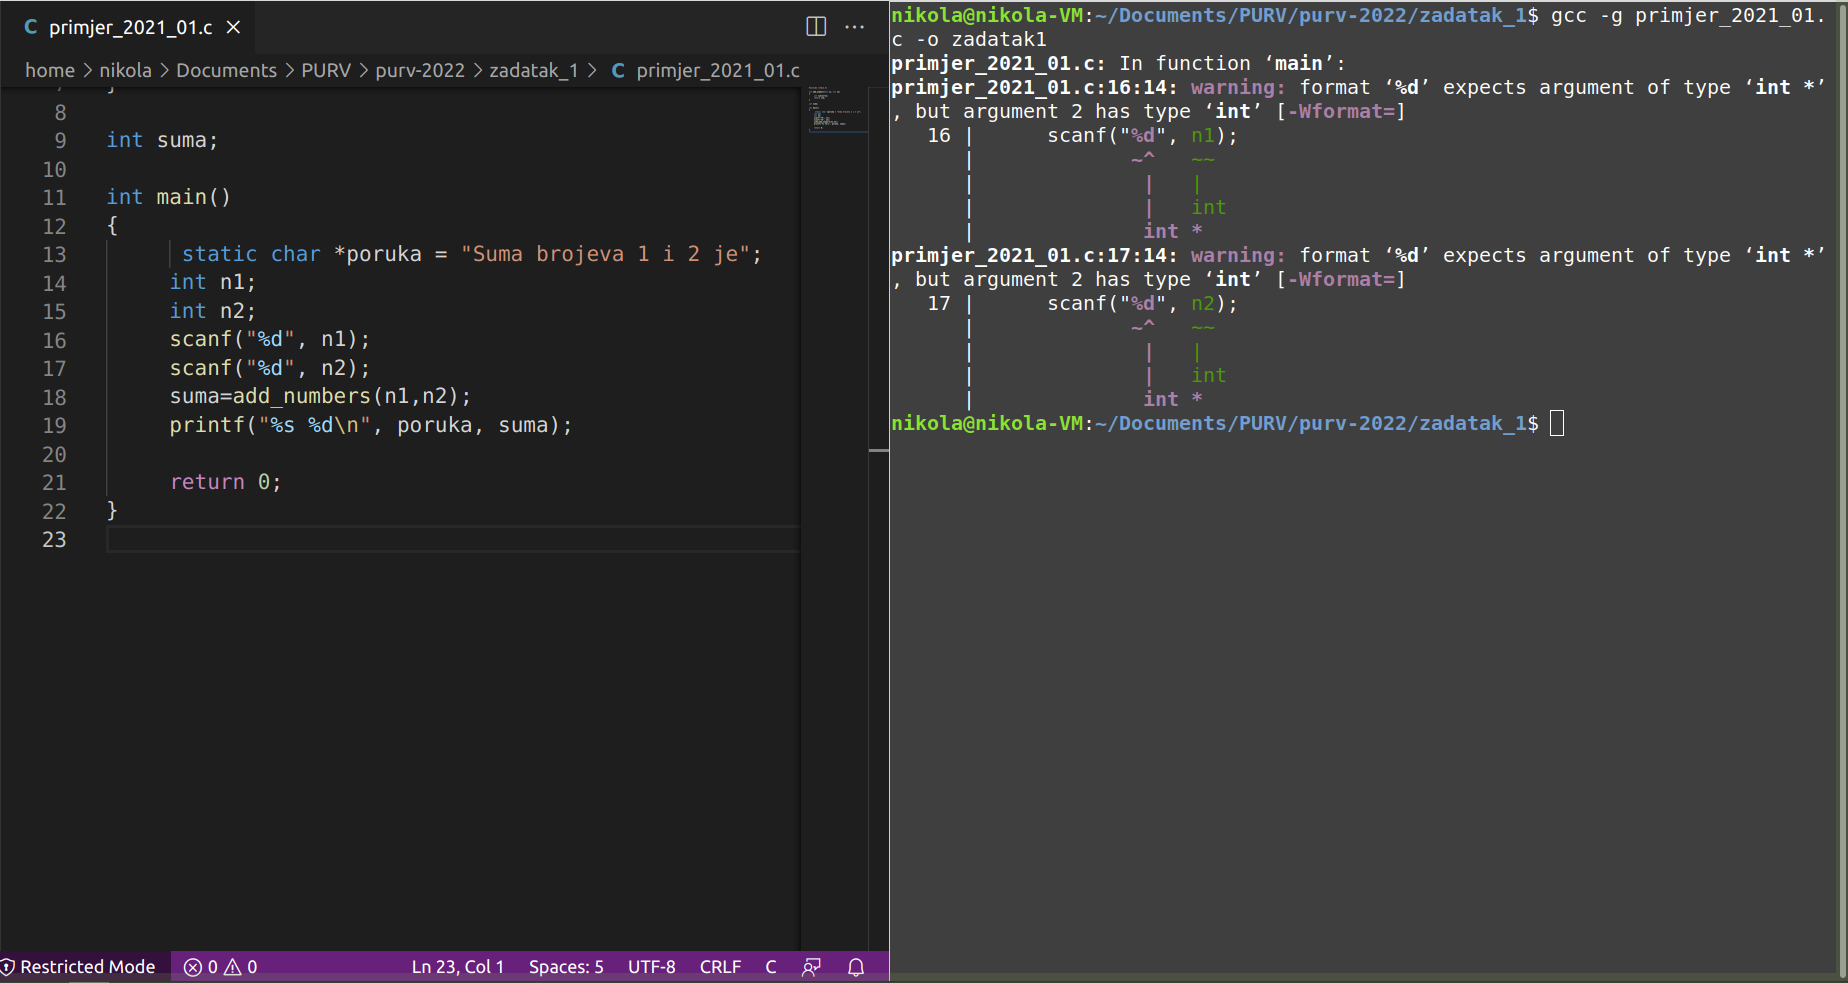 C primjer_2021_01.c ×
home > nikola > Documents > PURV > purv-2022 > zadatak_1 > C primjer_2021_01.c
8
9 int suma;
10
11 int main()
12 {
13 static char *poruka = "Suma brojeva 1 i 2 je";
14 int n1;
15 int n2;
16 scanf("%d", n1);
17 scanf("%d", n2);
18 suma=add_numbers(n1,n2);
19 printf("%s %d\n", poruka, suma);
20
21 return 0;
22 }
23
Restricted Mode 0 0 Ln 23, Col 1 Spaces: 5 UTF-8 CRLF C
nikola@nikola-VM:~/Documents/PURV/purv-2022/zadatak_1$ gcc -g primjer_2021_01.
c -o zadatak1
primjer_2021_01.c: In function ‘main’:
primjer_2021_01.c:16:14: warning: format ‘%d’ expects argument of type ‘int *’
, but argument 2 has type ‘int’ [-Wformat=]
16 | scanf("%d", n1);
| ~^ ~~
| | |
| | int
| int *
primjer_2021_01.c:17:14: warning: format ‘%d’ expects argument of type ‘int *’
, but argument 2 has type ‘int’ [-Wformat=]
17 | scanf("%d", n2);
| ~^ ~~
| | |
| | int
| int *
nikola@nikola-VM:~/Documents/PURV/purv-2022/zadatak_1$